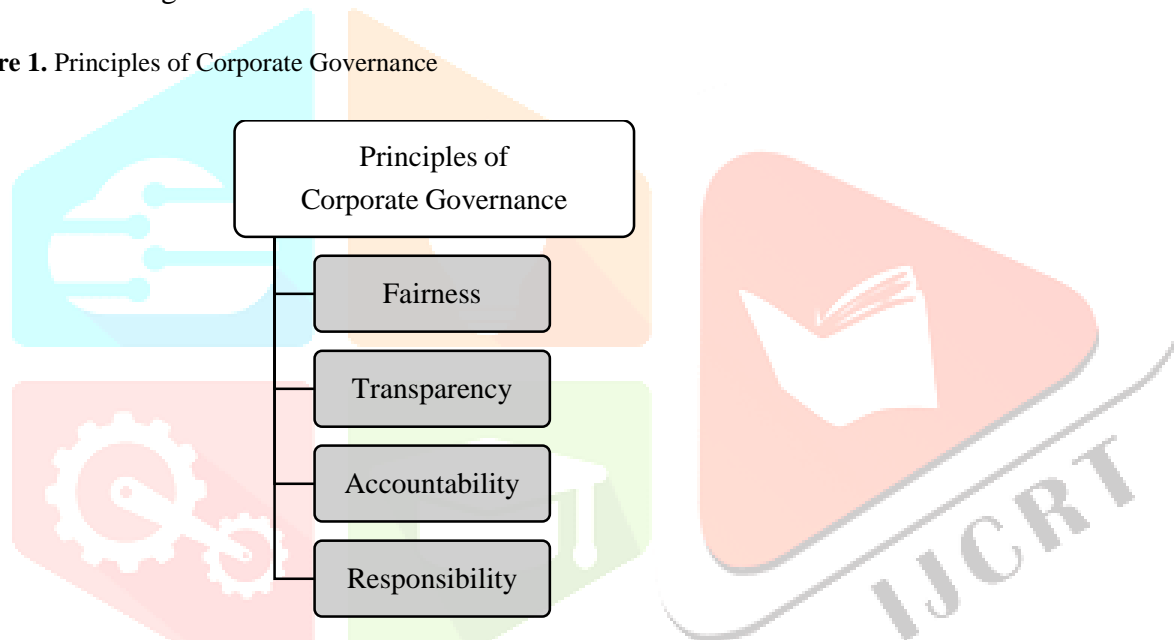 re 1. Principles of Corporate Governance
Principles of
Corporate Governance
Fairness
Transparency
Accountability
Responsibility
IJCRT